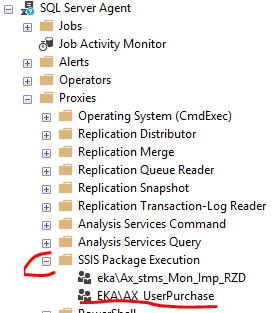 SQL Server Agent
Jobs
Job Activity Monitor
Alerts
Operators
Proxies
Operating System (CmdExec)
Replication Distributor
Replication Merge
Replication Queue Reader
Replication Snapshot
Replication Transaction-Log Reader
Analysis Services Command
Analysis Services Query
SSIS Package Execution
eka\Ax_stms_Mon_Imp_RZD
EKA\AX_UserPurchase
PowerShell